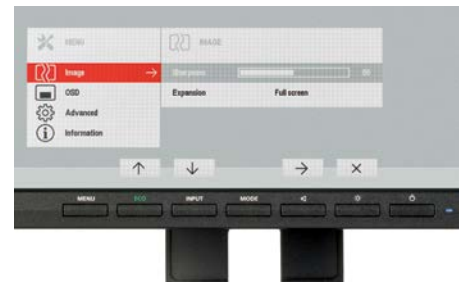 MENU
IMAGE
Image
Sharpness
OSD
Expansion
Full screen
Advanced
Information
MENU
ECO
INPUT
MODE